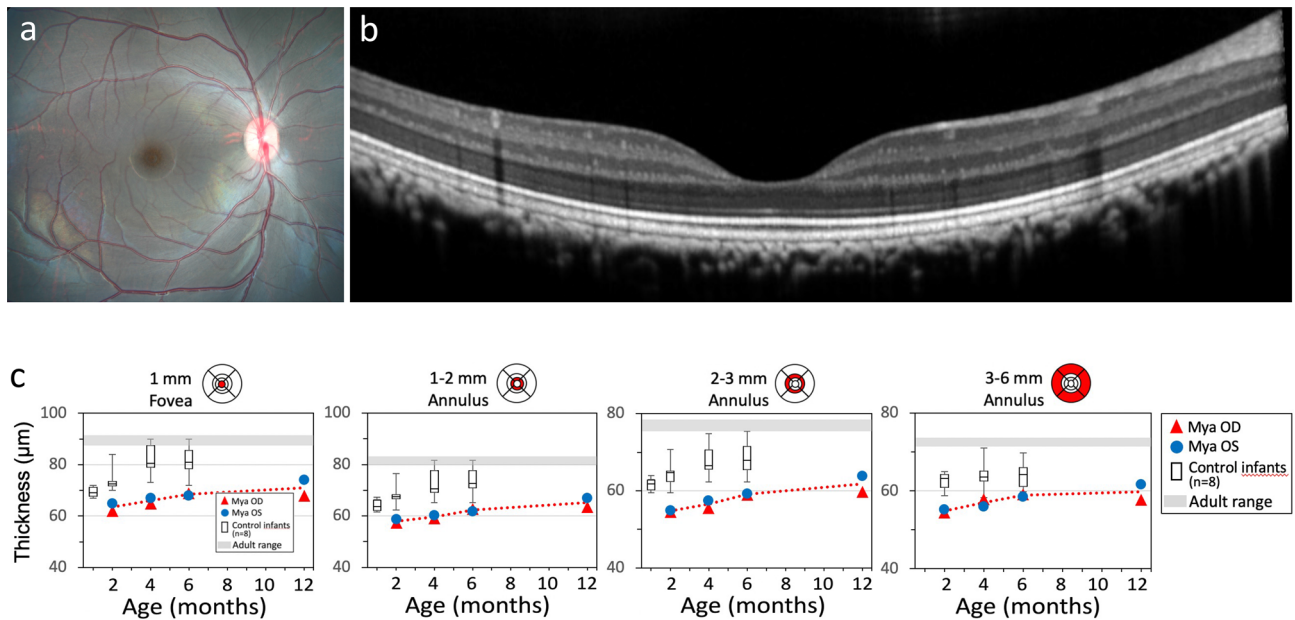 a
b
c
1 mm
Fovea
1-2 mm
Annulus
2-3 mm
Annulus
3-6 mm
Annulus
Thickness (µm)
100
80
60
40
2 4 6 8 10 12
Age (months)
Mya OD
Mya OS
Control infants
(n=8)
Adult range
100
80
60
40
2 4 6 8 10 12
Age (months)
80
60
40
2 4 6 8 10 12
Age (months)
80
60
40
2 4 6 8 10 12
Age (months)
Mya OD
Mya OS
Control infants
(n=8)
Adult range